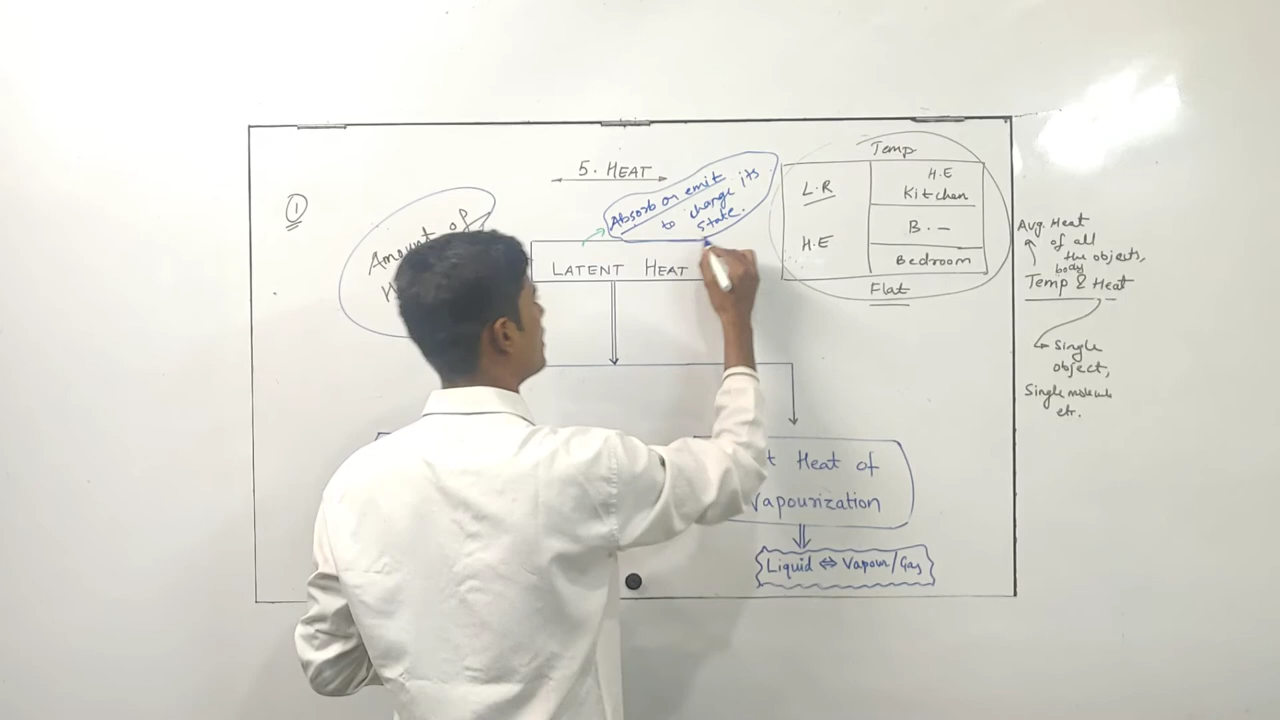 5. HEAT
1
Amount of
H
Absorb or emit
to change its
state.
LATENT HEAT
t Heat of
Vapourization
Liquid ⇔ Vapour/Gas
Temp
L.R
H.E
H.E
Kitchen
B. —
Bedroom
Flat
Avg. Heat
of all
the objects,
body
Temp & Heat
Single
object,
Single molecule
etc.